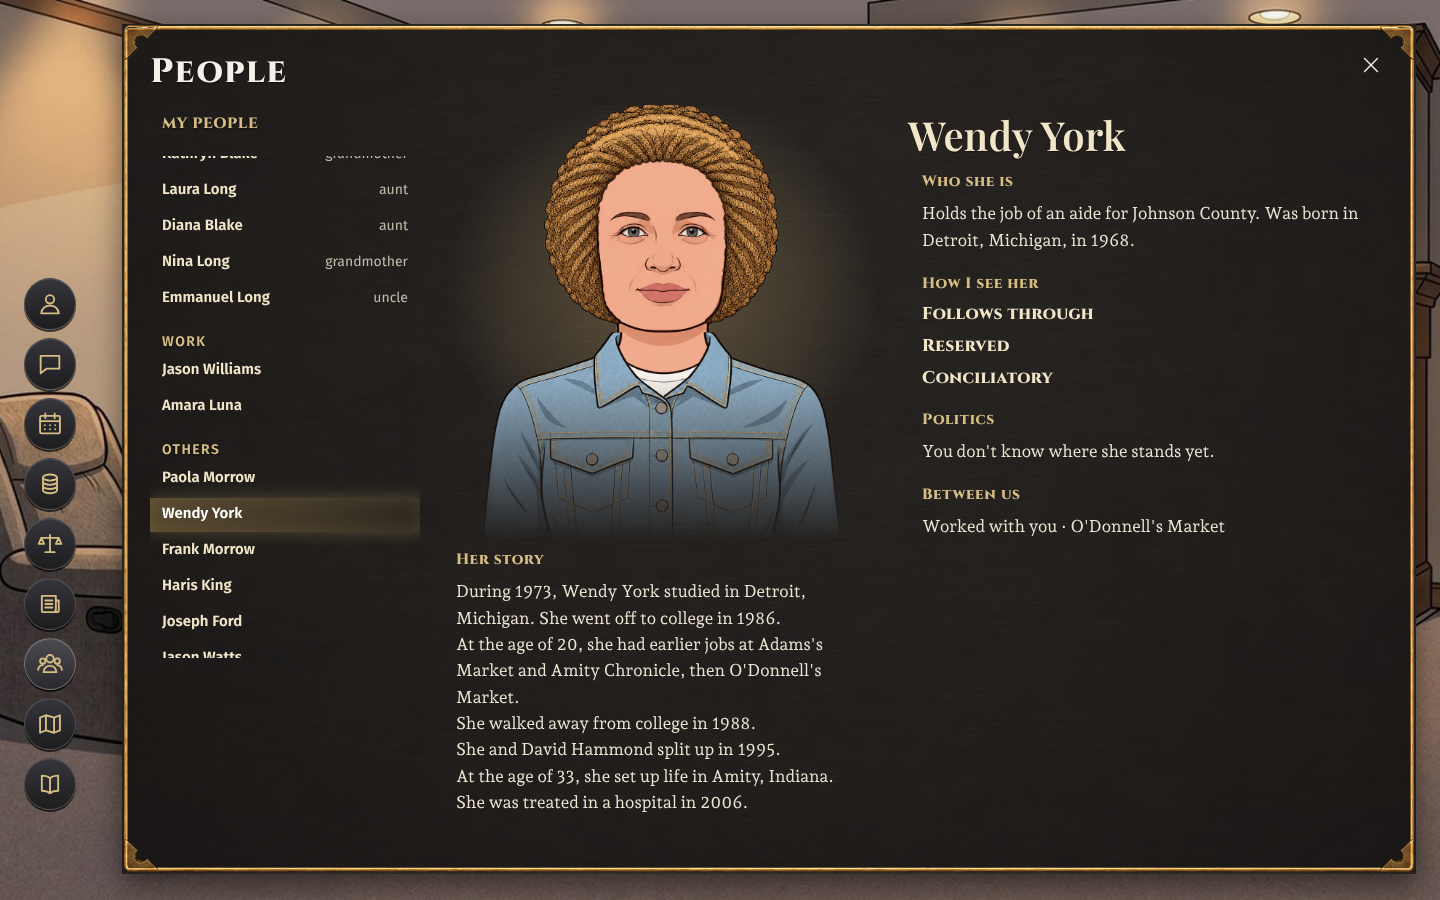 People
My People
Kathryn Blake grandmother
Laura Long aunt
Diana Blake aunt
Nina Long grandmother
Emmanuel Long uncle
Work
Jason Williams
Amara Luna
Others
Paola Morrow
Wendy York
Frank Morrow
Haris King
Joseph Ford
Jason Watts
Her story
During 1973, Wendy York studied in Detroit,
Michigan. She went off to college in 1986.
At the age of 20, she had earlier jobs at Adams's
Market and Amity Chronicle, then O'Donnell's
Market.
She walked away from college in 1988.
She and David Hammond split up in 1995.
At the age of 33, she set up life in Amity, Indiana.
She was treated in a hospital in 2006.
Wendy York
Who she is
Holds the job of an aide for Johnson County. Was born in
Detroit, Michigan, in 1968.
How I see her
Follows through
Reserved
Conciliatory
Politics
You don't know where she stands yet.
Between us
Worked with you · O'Donnell's Market